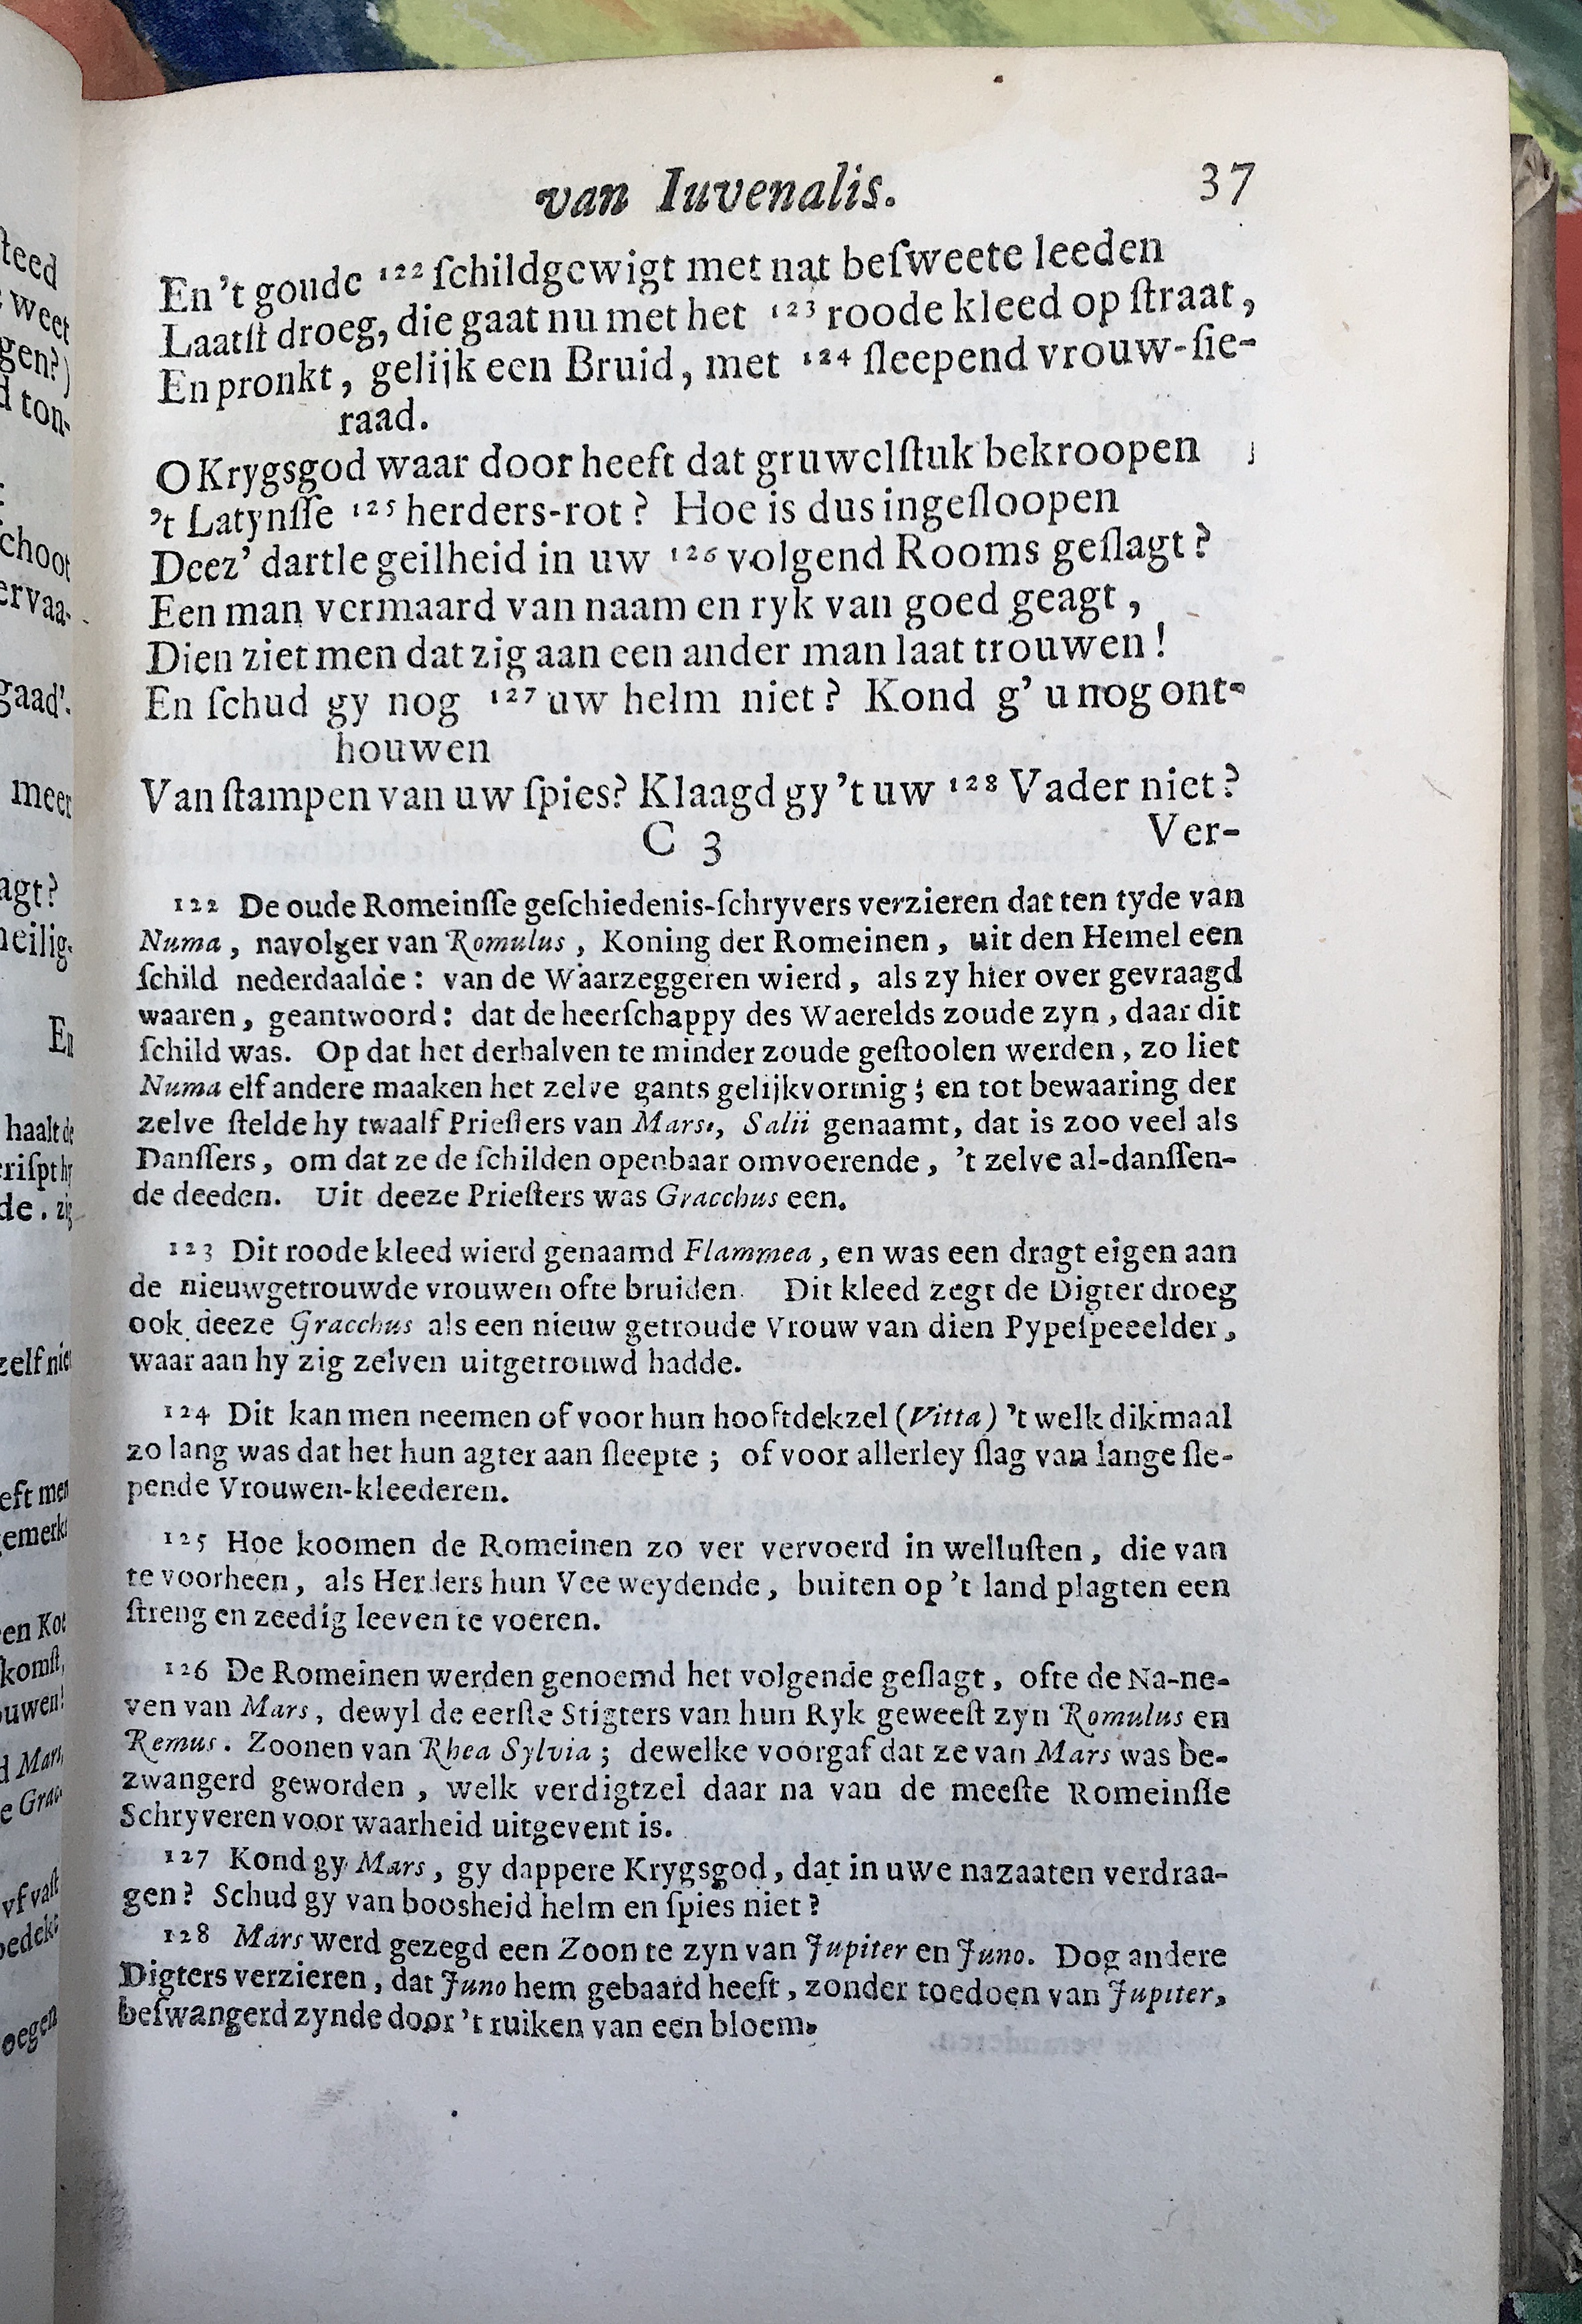 van Iuvenalis. 37
En 't goude 122 ſchildgewigt met nat beſweete leeden
Laatſt droeg, die gaat nu met het 123 roode kleed op ſtraat,
En pronkt, gelijk een Bruid, met 124 ſleepend vrouw-ſie-
raad.
O Krygsgod waar door heeft dat gruwelſtuk bekroopen
't Latynſſe 125 herders-rot? Hoe is dus ingeſloopen
Deez' dartle geilheid in uw 126 volgend Rooms geſlagt?
Een man vermaard van naam en ryk van goed geagt,
Dien ziet men dat zig aan een ander man laat trouwen!
En ſchud gy nog 127 uw helm niet? Kond g' u nog ont-
houwen
Van ſtampen van uw ſpies? Klaagd gy 't uw 128 Vader niet?
C 3 Ver-
122 De oude Romeinſſe geſchiedenis-ſchryvers verzieren dat ten tyde van
Numa, navolger van Romulus, Koning der Romeinen, uit den Hemel een
ſchild nederdaalde: van de Waarzeggeren wierd, als zy hier over gevraagd
waaren, geantwoord: dat de heerſchappy des Waerelds zoude zyn, daar dit
ſchild was. Op dat het derhalven te minder zoude geſtoolen werden, zo liet
Numa elf andere maaken het zelve gants gelijkvormig; en tot bewaaring der
zelve ſtelde hy twaalf Prieſters van Mars, Salii genaamt, dat is zoo veel als
Danſſers, om dat ze de ſchilden openbaar omvoerende, 't zelve al-danſſen-
de deeden. Uit deeze Prieſters was Gracchus een.
123 Dit roode kleed wierd genaamd Flammea, en was een dragt eigen aan
de nieuwgetrouwde vrouwen ofte bruiden. Dit kleed zegt de Digter droeg
ook deeze Gracchus als een nieuw getroude Vrouw van dien Pypeſpeeelder,
waar aan hy zig zelven uitgetrouwd hadde.
124 Dit kan men neemen of voor hun hooftdekzel (Vitta) 't welk dikmaal
zo lang was dat het hun agter aan ſleepte; of voor allerley ſlag van lange ſle-
pende Vrouwen-kleederen.
125 Hoe koomen de Romeinen zo ver vervoerd in welluſten, die van
te voorheen, als Herders hun Vee weydende, buiten op 't land plagten een
ſtreng en zeedig leeven te voeren.
126 De Romeinen werden genoemd het volgende geſlagt, ofte de Na-ne-
ven van Mars, dewyl de eerſte Stigters van hun Ryk geweeſt zyn Romulus en
Remus. Zoonen van Rhea Sylvia; dewelke voorgaf dat ze van Mars was be-
zwangerd geworden, welk verdigtzel daar na van de meeſte Romeinſſe
Schryveren voor waarheid uitgevent is.
127 Kond gy Mars, gy dappere Krygsgod, dat in uwe nazaaten verdraa-
gen? Schud gy van boosheid helm en ſpies niet?
128 Mars werd gezegd een Zoon te zyn van Jupiter en Juno. Dog andere
Digters verzieren, dat Juno hem gebaard heeft, zonder toedoen van Jupiter,
beſwangerd zynde door 't ruiken van een bloem.